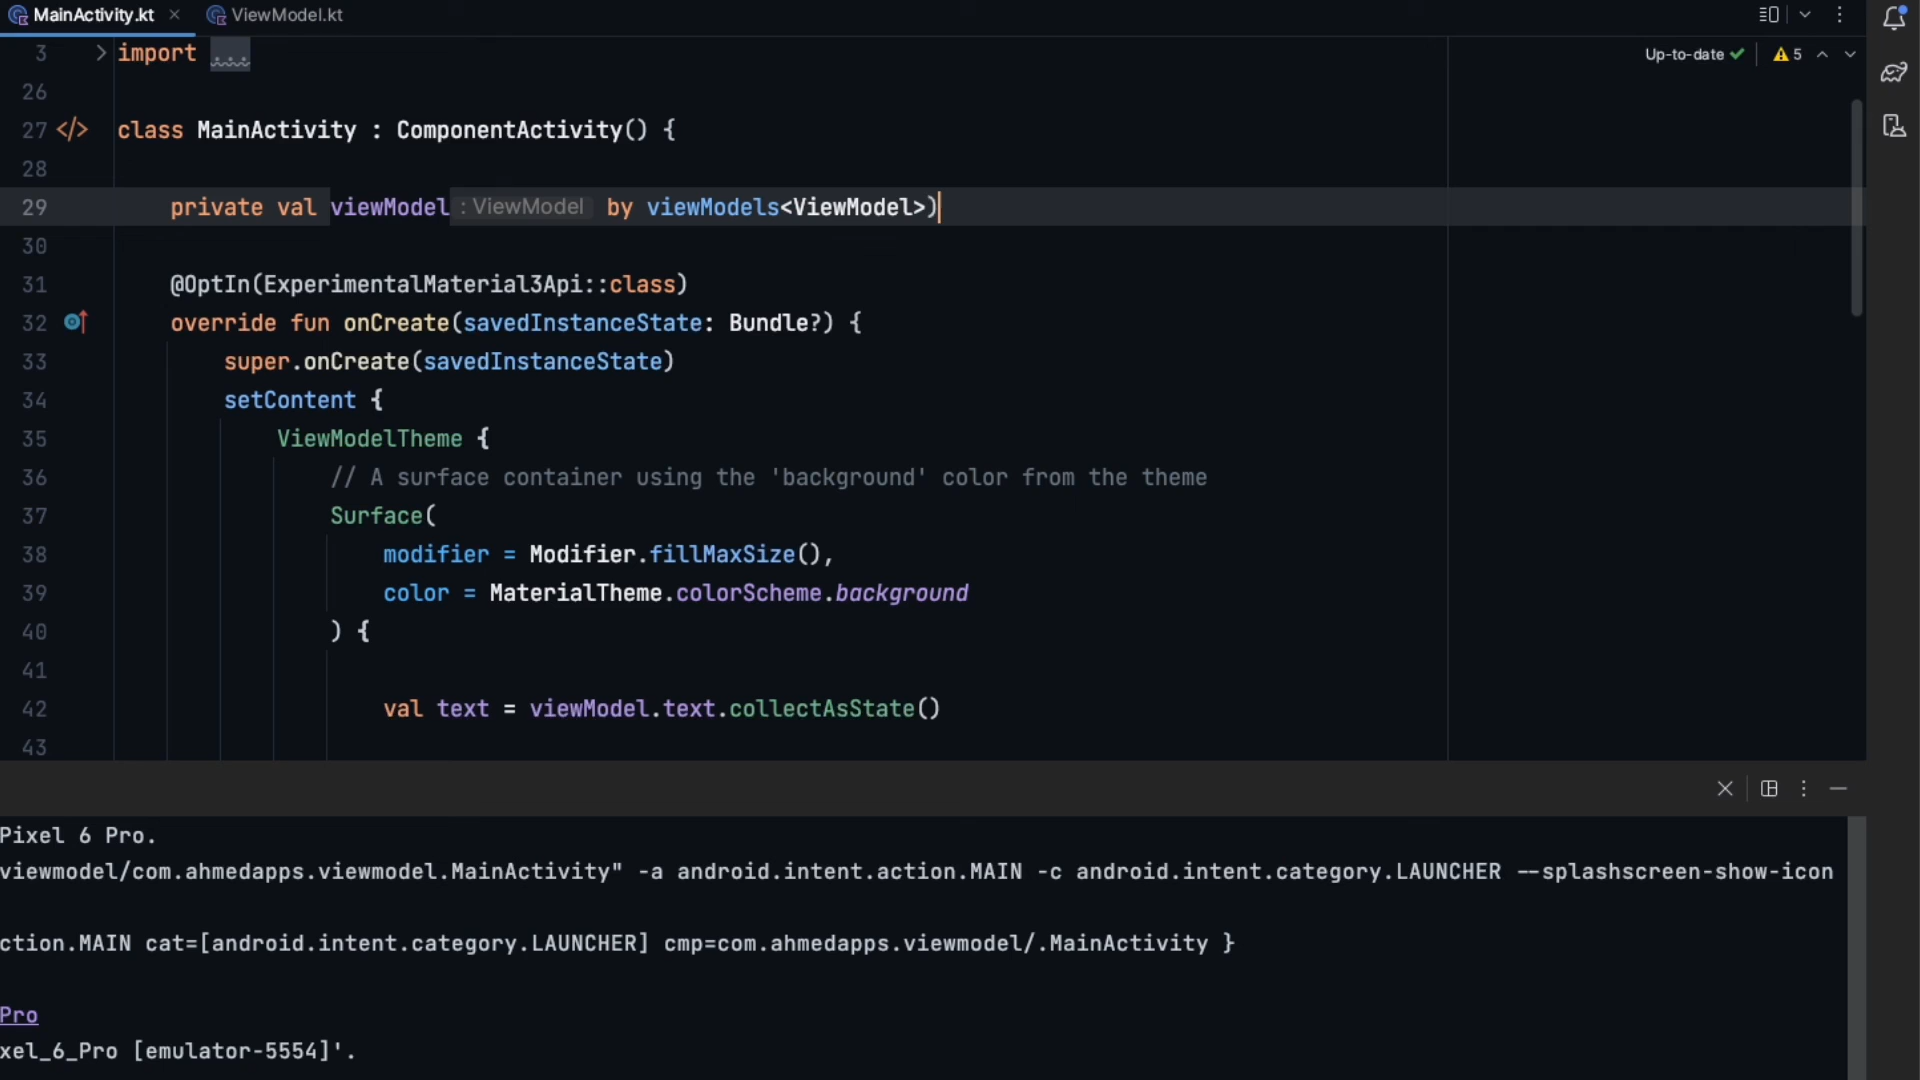 MainActivity.kt
ViewModel.kt
3 import ...
Up-to-date 5
26
27 class MainActivity : ComponentActivity() {
28
29 private val viewModel : ViewModel by viewModels<ViewModel>)
30
31 @OptIn(ExperimentalMaterial3Api::class)
32 override fun onCreate(savedInstanceState: Bundle?) {
33 super.onCreate(savedInstanceState)
34 setContent {
35 ViewModelTheme {
36 // A surface container using the 'background' color from the theme
37 Surface(
38 modifier = Modifier.fillMaxSize(),
39 color = MaterialTheme.colorScheme.background
40 ) {
41
42 val text = viewModel.text.collectAsState()
43
Pixel 6 Pro.
viewmodel/com.ahmedapps.viewmodel.MainActivity" -a android.intent.action.MAIN -c android.intent.category.LAUNCHER --splashscreen-show-icon
ction.MAIN cat=[android.intent.category.LAUNCHER] cmp=com.ahmedapps.viewmodel/.MainActivity }
Pro
xel_6_Pro [emulator-5554]'.